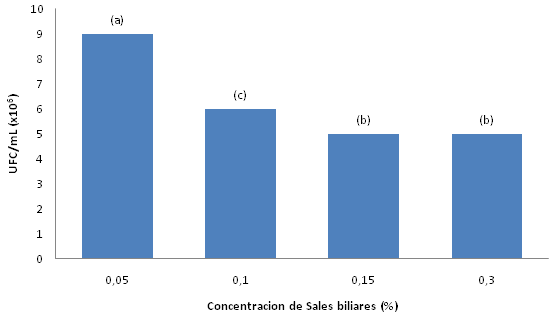 10
9
8
7
6
5
4
3
2
1
0
UFC/mL (x10⁶)
(a)
(c)
(b)
(b)
0,05
0,1
0,15
0,3
Concentracion de Sales biliares (%)